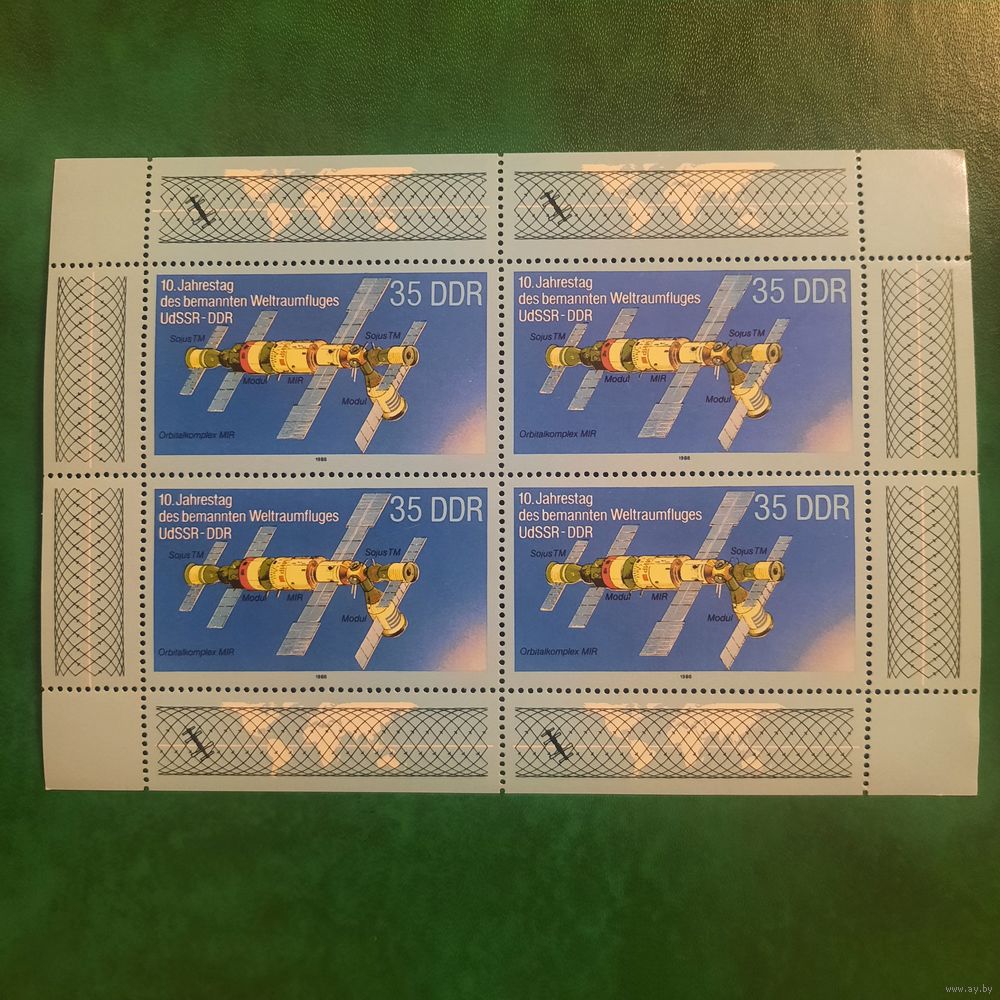 10. Jahrestag
des bemannten Weltraumfluges
UdSSR-DDR
35 DDR
Sojus TM
Sojus TM
Modul
MIR
Modul
Orbitalkomplex MIR
1988
10. Jahrestag
des bemannten Weltraumfluges
UdSSR-DDR
35 DDR
Sojus TM
Sojus TM
Modul
MIR
Modul
Orbitalkomplex MIR
1988
10. Jahrestag
des bemannten Weltraumfluges
UdSSR-DDR
35 DDR
Sojus TM
Sojus TM
Modul
MIR
Modul
Orbitalkomplex MIR
1988
10. Jahrestag
des bemannten Weltraumfluges
UdSSR-DDR
35 DDR
Sojus TM
Sojus TM
Modul
MIR
Modul
Orbitalkomplex MIR
1988
www.ay.by